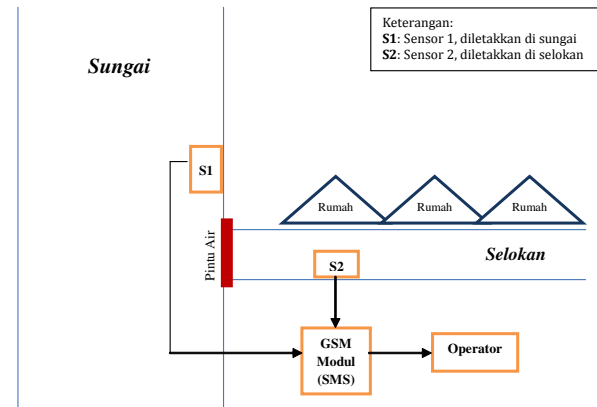 Keterangan:
S1: Sensor 1, diletakkan di sungai
S2: Sensor 2, diletakkan di selokan
Sungai
S1
Rumah
Rumah
Rumah
Pintu Air
Selokan
S2
GSM
Modul
(SMS)
Operator